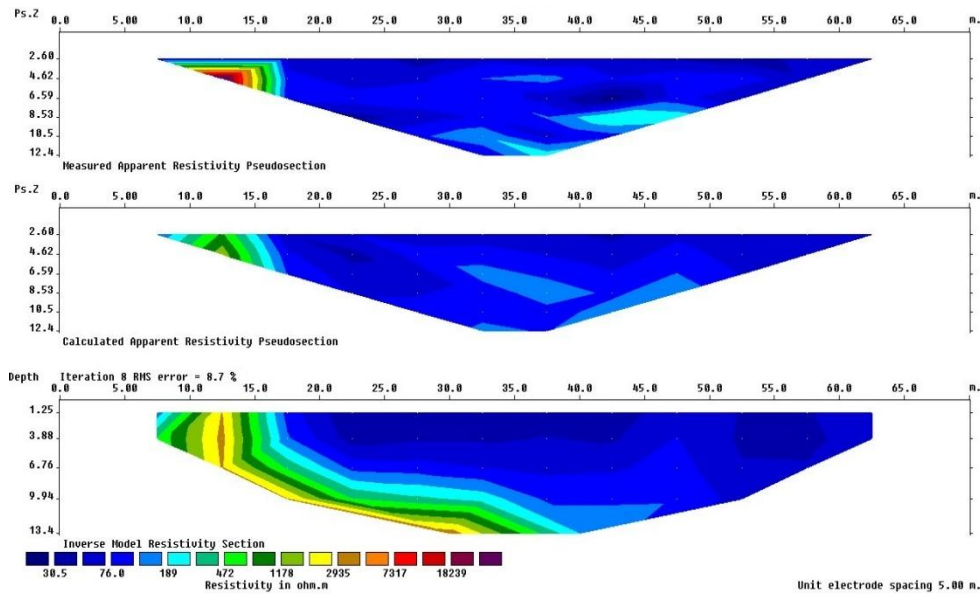 Ps.Z 0.0 5.00 10.0 15.0 20.0 25.0 30.0 35.0 40.0 45.0 50.0 55.0 60.0 65.0 m.
2.60
4.62
6.59
8.53
10.5
12.4
Measured Apparent Resistivity Pseudosection
Ps.Z 0.0 5.00 10.0 15.0 20.0 25.0 30.0 35.0 40.0 45.0 50.0 55.0 60.0 65.0 m.
2.60
4.62
6.59
8.53
10.5
12.4
Calculated Apparent Resistivity Pseudosection
Depth Iteration 8 RMS error = 8.7 %
0.0 5.00 10.0 15.0 20.0 25.0 30.0 35.0 40.0 45.0 50.0 55.0 60.0 65.0 m.
1.25
3.88
6.76
9.94
13.4
Inverse Model Resistivity Section
30.5 76.0 189 472 1178 2935 7317 18239
Resistivity in ohm.m Unit electrode spacing 5.00 m.